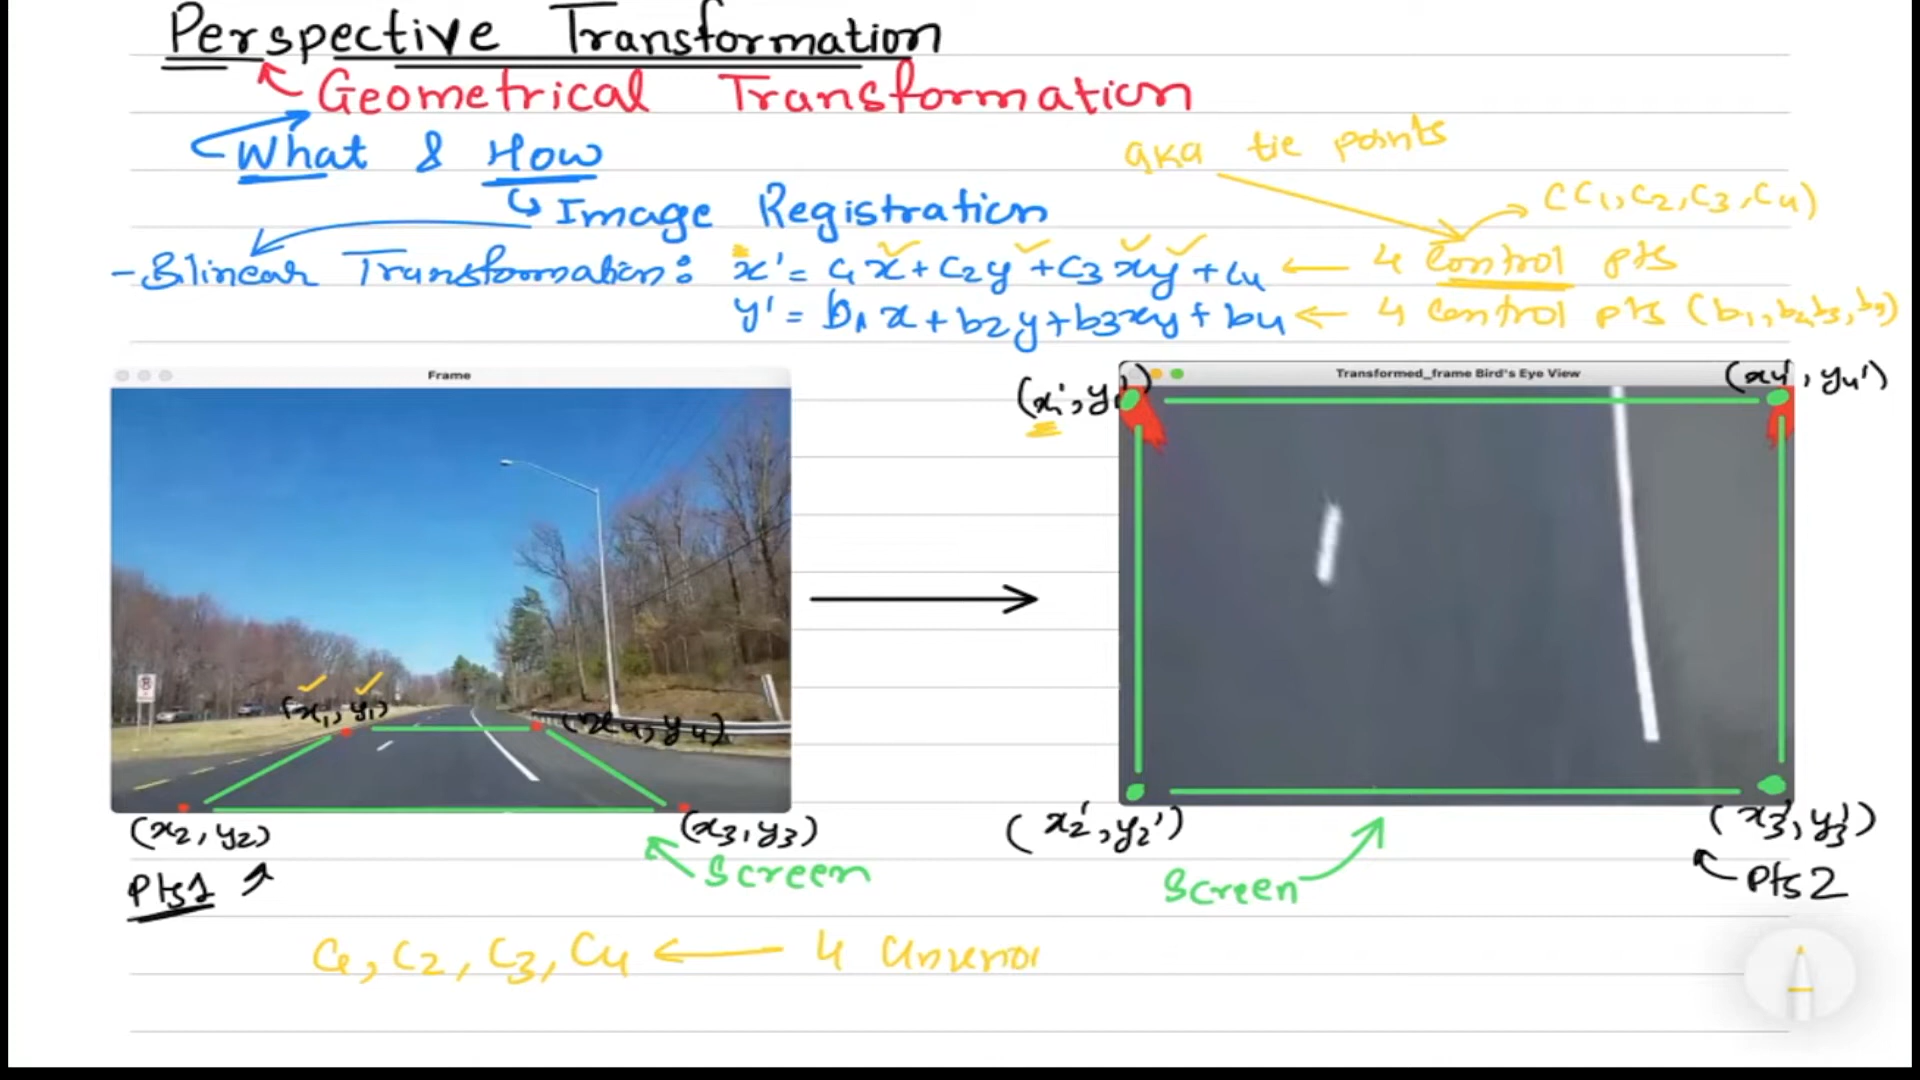 Perspective Transformation
Geometrical Transformation
What & How
aka tie points
Image Registration
(C1, C2, C3, C4)
- Bilinear Transformation: x' = c1x + c2y + c3xy + c4 ← 4 control pts
y' = b1x + b2y + b3xy + b4 ← 4 control pts (b1, b2, b3, b4)
Frame
Transformed_frame Bird's Eye View
(x1', y1')
(x4', y4')
(x1, y1)
(x4, y4)
(x2, y2)
(x3, y3)
(x2', y2')
(x3', y3')
Screen
Screen
Pts1
Pts2
C1, C2, C3, C4 ← 4